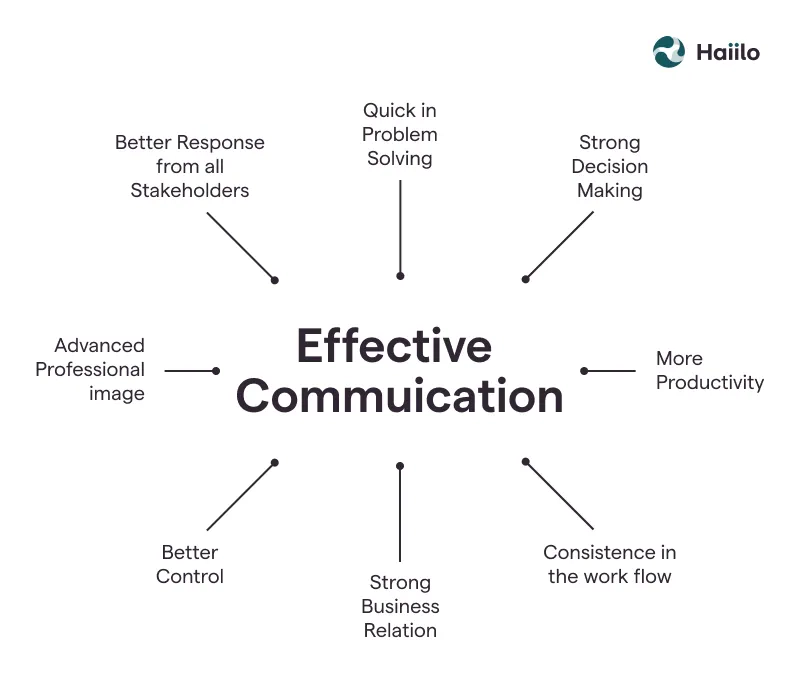 Haiilo
Quick in
Problem
Solving
Better Response
from all
Stakeholders
Strong
Decision
Making
Effective
Commuication
Advanced
Professional
image
More
Productivity
Better
Control
Strong
Business
Relation
Consistence in
the work flow